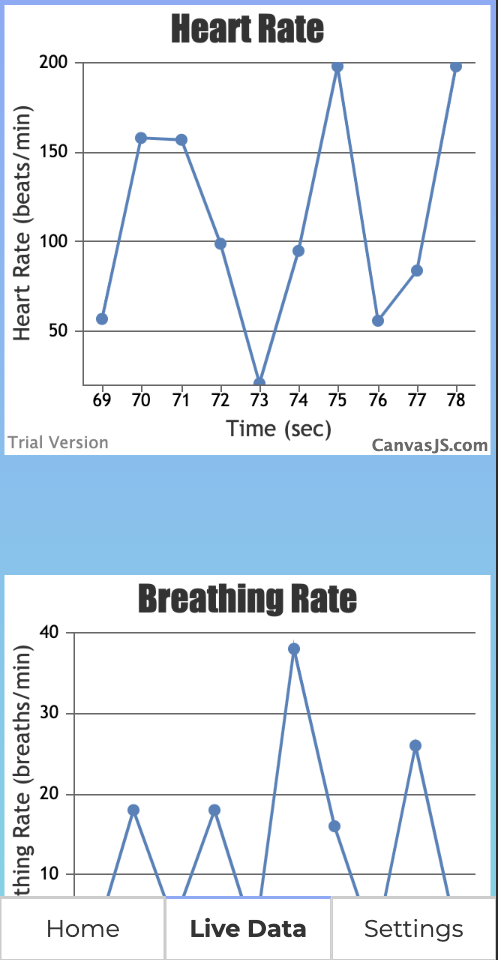 Heart Rate
Heart Rate (beats/min)
200
150
100
50
69 70 71 72 73 74 75 76 77 78
Time (sec)
Trial Version
CanvasJS.com
Breathing Rate
thing Rate (breaths/min)
40
30
20
10
Home
Live Data
Settings